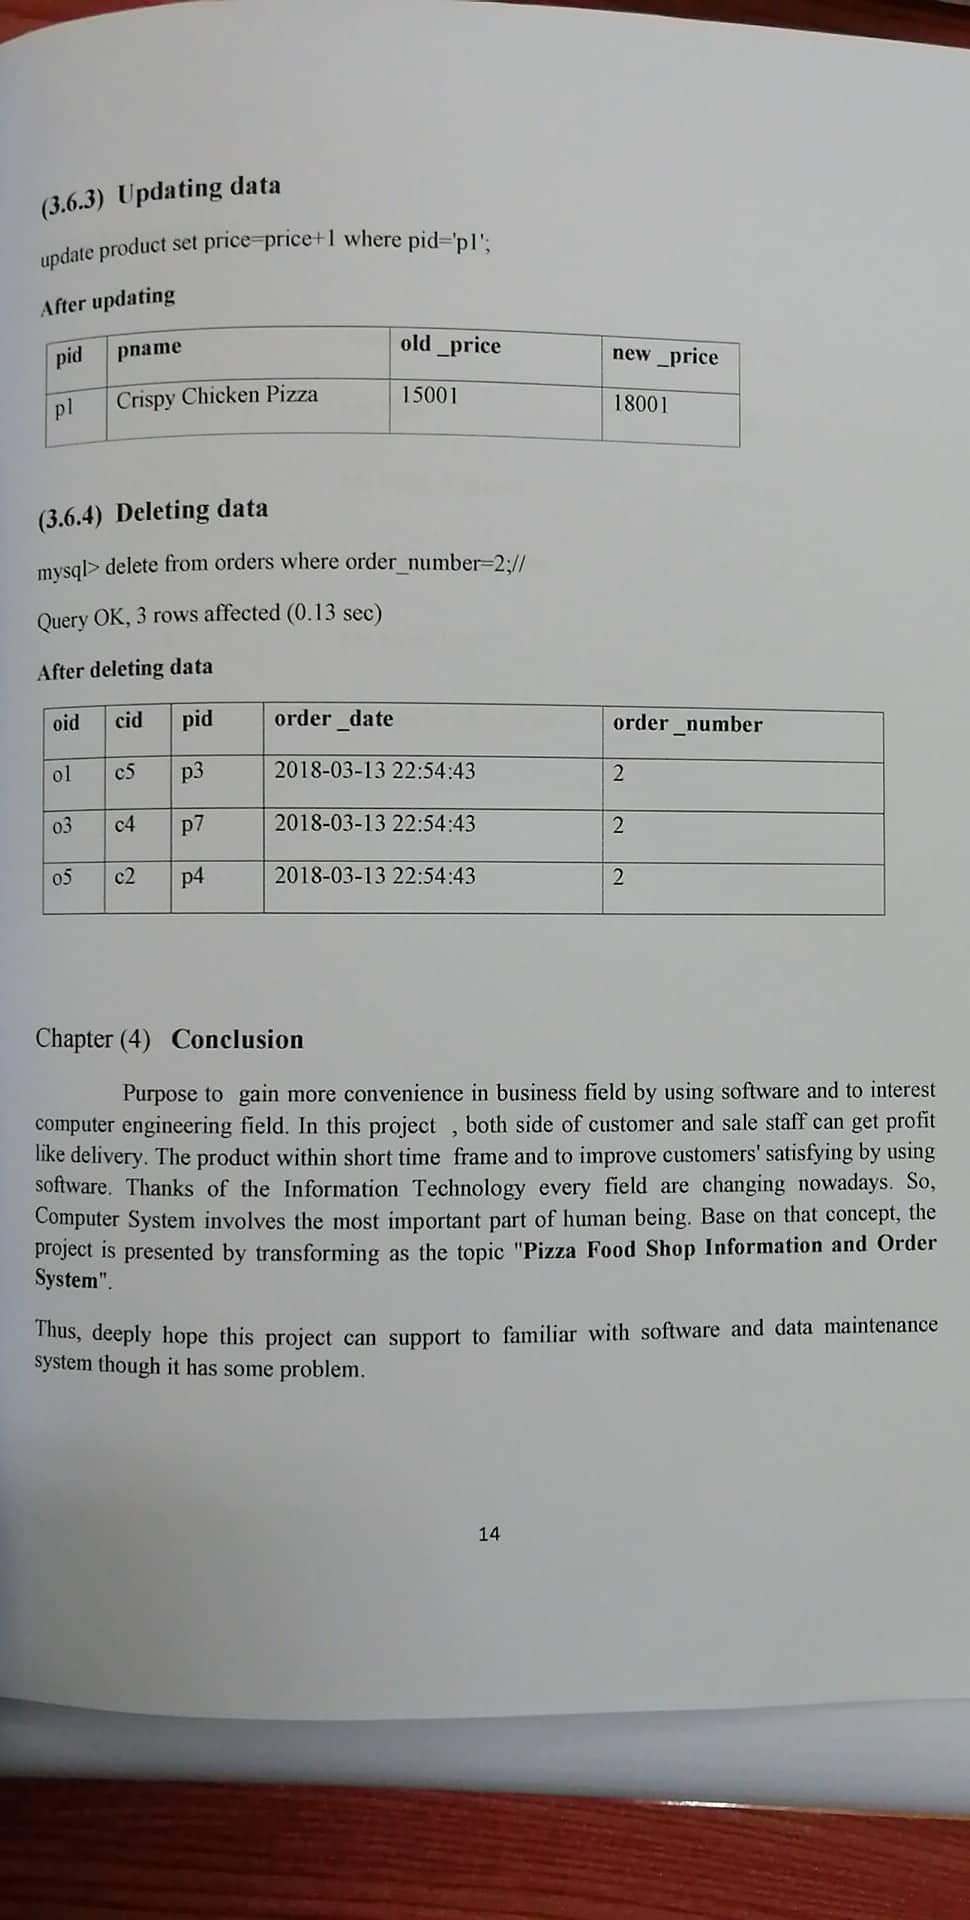 (3.6.3) Updating data
update product set price=price+1 where pid='p1';
After updating
pid pname old _price new _price
p1 Crispy Chicken Pizza 15001 18001
(3.6.4) Deleting data
mysql> delete from orders where order_number=2;//
Query OK, 3 rows affected (0.13 sec)
After deleting data
oid cid pid order _date order _number
o1 c5 p3 2018-03-13 22:54:43 2
o3 c4 p7 2018-03-13 22:54:43 2
o5 c2 p4 2018-03-13 22:54:43 2
Chapter (4) Conclusion
Purpose to gain more convenience in business field by using software and to interest
computer engineering field. In this project , both side of customer and sale staff can get profit
like delivery. The product within short time frame and to improve customers' satisfying by using
software. Thanks of the Information Technology every field are changing nowadays. So,
Computer System involves the most important part of human being. Base on that concept, the
project is presented by transforming as the topic "Pizza Food Shop Information and Order
System".
Thus, deeply hope this project can support to familiar with software and data maintenance
system though it has some problem.
14